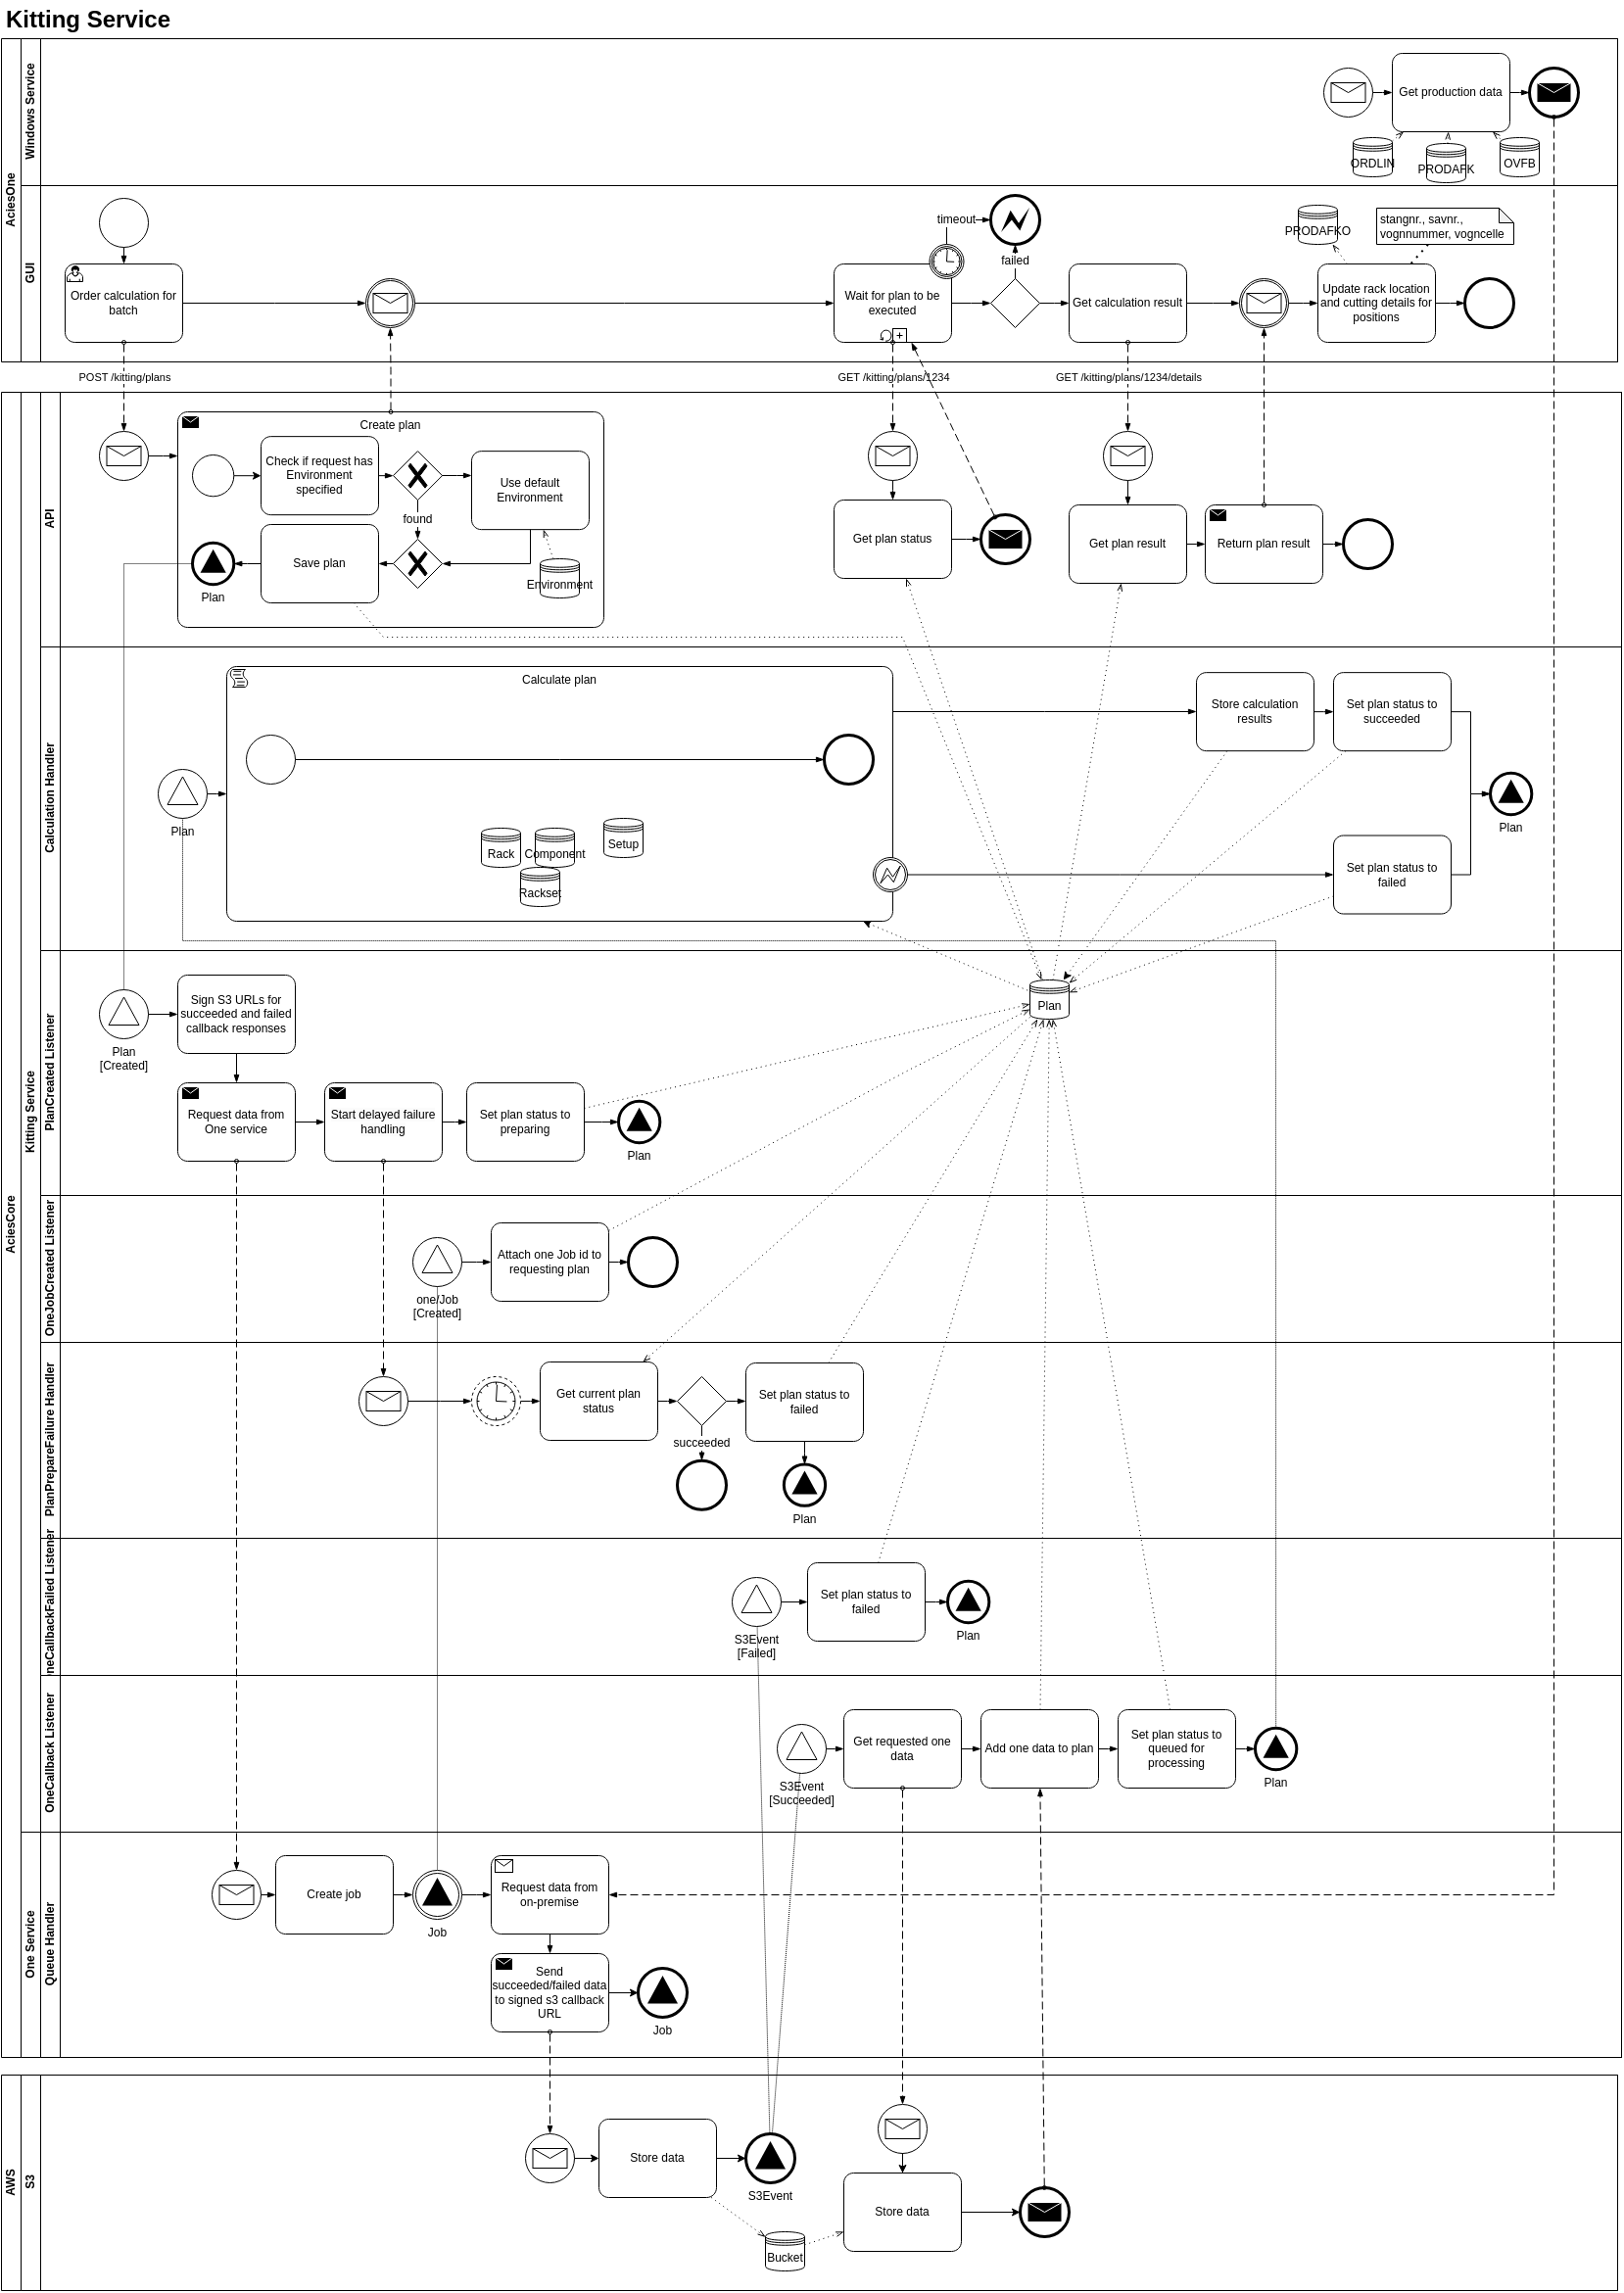 Kitting Service
AciesOne
Windows Service
Get production data
ORDLIN
PRODAFK
OVFB
GUI
Order calculation for
batch
timeout
failed
Wait for plan to be
executed
Get calculation result
PRODAFKO
stangnr., savnr.,
vognnummer, vogncelle
Update rack location
and cutting details for
positions
POST /kitting/plans
GET /kitting/plans/1234
GET /kitting/plans/1234/details
AciesCore
Kitting Service
API
Create plan
Check if request has
Environment
specified
found
Use default
Environment
Save plan
Plan
Environment
Get plan status
Get plan result
Return plan result
Calculation Handler
Calculate plan
Plan
Rack
Component
Setup
Rackset
Store calculation
results
Set plan status to
succeeded
Set plan status to
failed
Plan
PlanCreated Listener
Plan
[Created]
Sign S3 URLs for
succeeded and failed
callback responses
Request data from
One service
Start delayed failure
handling
Set plan status to
preparing
Plan
Plan
OneJobCreated Listener
one/Job
[Created]
Attach one Job id to
requesting plan
PlanPrepareFailure Handler
Get current plan
status
succeeded
Set plan status to
failed
Plan
neCallbackFailed Listener
S3Event
[Failed]
Set plan status to
failed
Plan
OneCallback Listener
S3Event
[Succeeded]
Get requested one
data
Add one data to plan
Set plan status to
queued for
processing
Plan
One Service
Queue Handler
Create job
Job
Request data from
on-premise
Send
succeeded/failed data
to signed s3 callback
URL
Job
AWS
S3
Store data
S3Event
Bucket
Store data